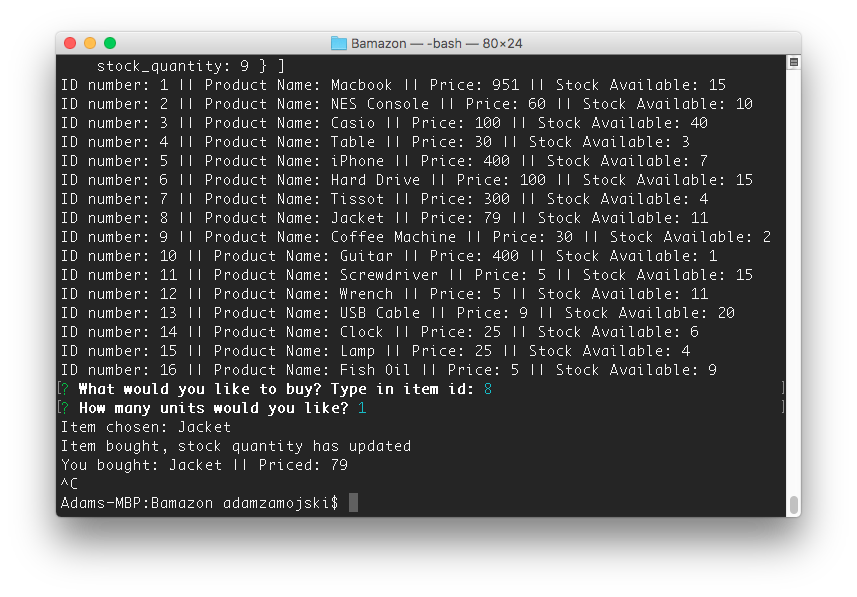 Bamazon — -bash — 80×24
stock_quantity: 9 } ]
ID number: 1 || Product Name: Macbook || Price: 951 || Stock Available: 15
ID number: 2 || Product Name: NES Console || Price: 60 || Stock Available: 10
ID number: 3 || Product Name: Casio || Price: 100 || Stock Available: 40
ID number: 4 || Product Name: Table || Price: 30 || Stock Available: 3
ID number: 5 || Product Name: iPhone || Price: 400 || Stock Available: 7
ID number: 6 || Product Name: Hard Drive || Price: 100 || Stock Available: 15
ID number: 7 || Product Name: Tissot || Price: 300 || Stock Available: 4
ID number: 8 || Product Name: Jacket || Price: 79 || Stock Available: 11
ID number: 9 || Product Name: Coffee Machine || Price: 30 || Stock Available: 2
ID number: 10 || Product Name: Guitar || Price: 400 || Stock Available: 1
ID number: 11 || Product Name: Screwdriver || Price: 5 || Stock Available: 15
ID number: 12 || Product Name: Wrench || Price: 5 || Stock Available: 11
ID number: 13 || Product Name: USB Cable || Price: 9 || Stock Available: 20
ID number: 14 || Product Name: Clock || Price: 25 || Stock Available: 6
ID number: 15 || Product Name: Lamp || Price: 25 || Stock Available: 4
ID number: 16 || Product Name: Fish Oil || Price: 5 || Stock Available: 9
[? What would you like to buy? Type in item id: 8 ]
[? How many units would you like? 1 ]
Item chosen: Jacket
Item bought, stock quantity has updated
You bought: Jacket || Priced: 79
^C
Adams-MBP:Bamazon adamzamojski$